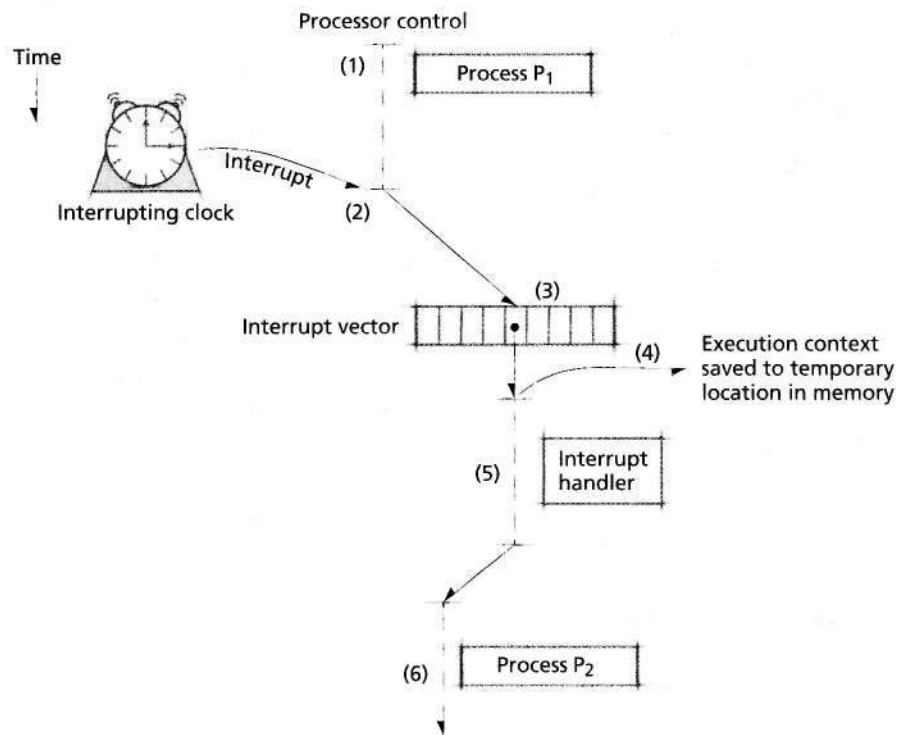 Processor control
Time
(1)
Process P₁
Interrupt
Interrupting clock
(2)
(3)
Interrupt vector
(4)
Execution context
saved to temporary
location in memory
(5)
Interrupt
handler
(6)
Process P₂